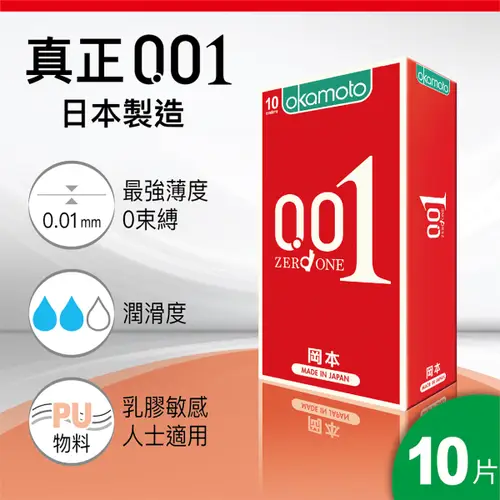 真正0.01
日本製造
0.01mm
最強薄度
0束縛
潤滑度
PU
物料
乳膠敏感
人士適用
10
okamoto
0.01
ZERO ONE
岡本
MADE IN JAPAN
0.01
岡本
10片